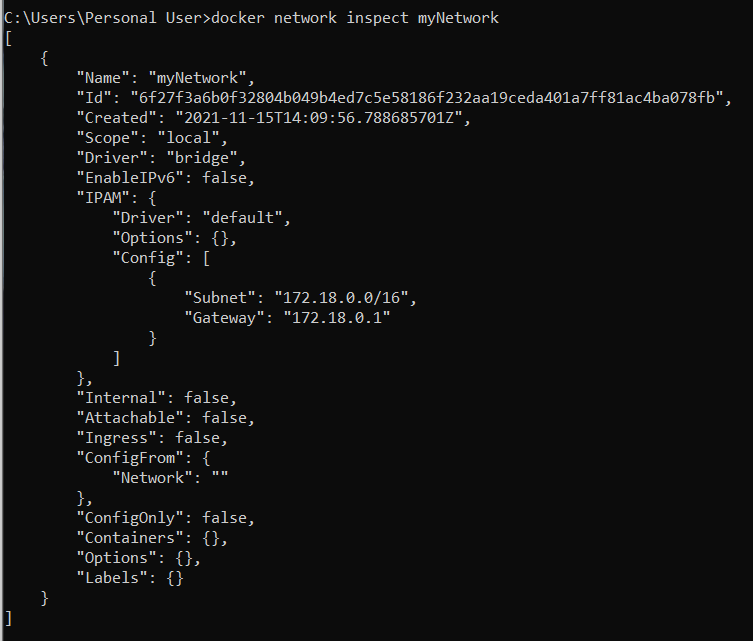 C:\Users\Personal User>docker network inspect myNetwork
[
    {
        "Name": "myNetwork",
        "Id": "6f27f3a6b0f32804b049b4ed7c5e58186f232aa19ceda401a7ff81ac4ba078fb",
        "Created": "2021-11-15T14:09:56.788685701Z",
        "Scope": "local",
        "Driver": "bridge",
        "EnableIPv6": false,
        "IPAM": {
            "Driver": "default",
            "Options": {},
            "Config": [
                {
                    "Subnet": "172.18.0.0/16",
                    "Gateway": "172.18.0.1"
                }
            ]
        },
        "Internal": false,
        "Attachable": false,
        "Ingress": false,
        "ConfigFrom": {
            "Network": ""
        },
        "ConfigOnly": false,
        "Containers": {},
        "Options": {},
        "Labels": {}
    }
]